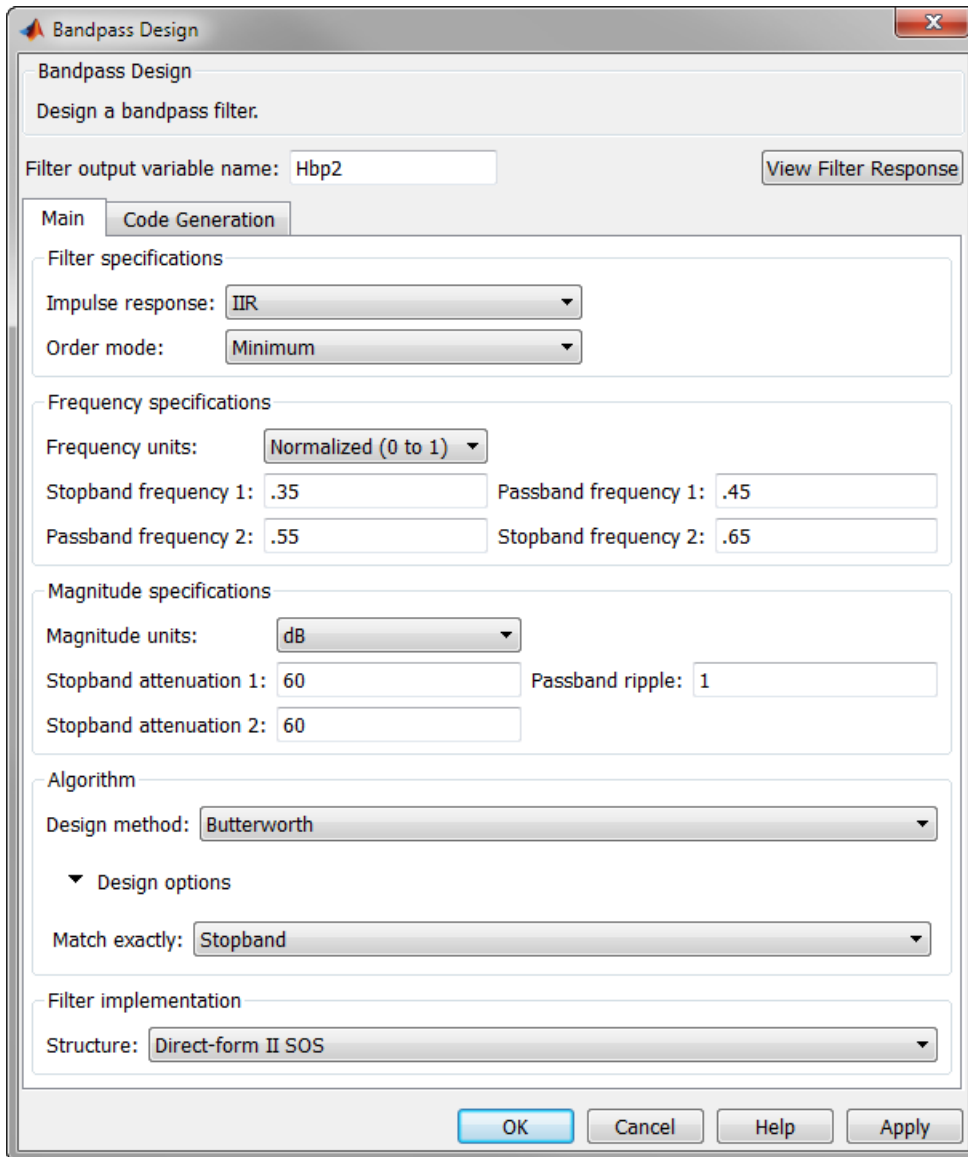 Bandpass Design
Bandpass Design
Design a bandpass filter.
Filter output variable name: Hbp2 View Filter Response
Main Code Generation
Filter specifications
Impulse response: IIR
Order mode: Minimum
Frequency specifications
Frequency units: Normalized (0 to 1)
Stopband frequency 1: .35 Passband frequency 1: .45
Passband frequency 2: .55 Stopband frequency 2: .65
Magnitude specifications
Magnitude units: dB
Stopband attenuation 1: 60 Passband ripple: 1
Stopband attenuation 2: 60
Algorithm
Design method: Butterworth
Design options
Match exactly: Stopband
Filter implementation
Structure: Direct-form II SOS
OK Cancel Help Apply